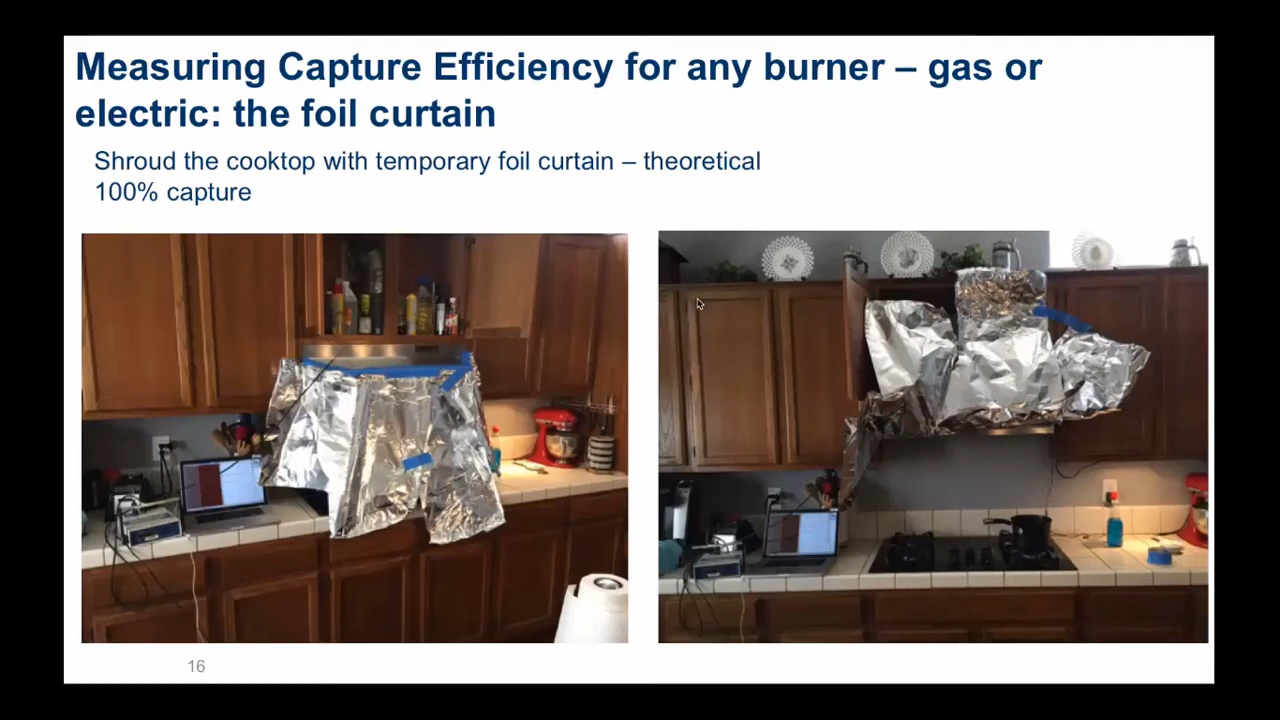 Measuring Capture Efficiency for any burner – gas or
electric: the foil curtain
Shroud the cooktop with temporary foil curtain – theoretical
100% capture
16